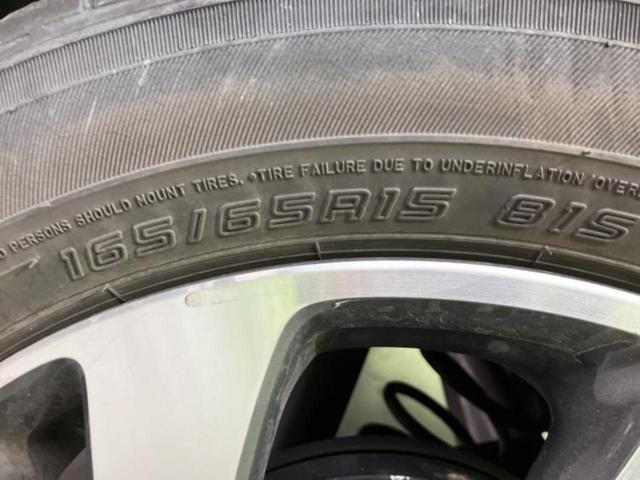 PERSONS SHOULD MOUNT TIRES. •TIRE FAILURE DUE TO UNDERINFLATION
165/65R15 81S